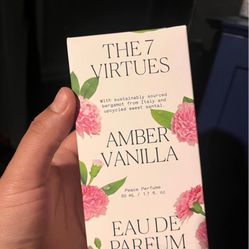 THE 7
VIRTUES
With sustainably sourced
bergamot from Italy and
upcycled sweet santal
AMBER
VANILLA
Peace Perfume
50 mL / 1.7 fl. oz
EAU DE
PARFUM